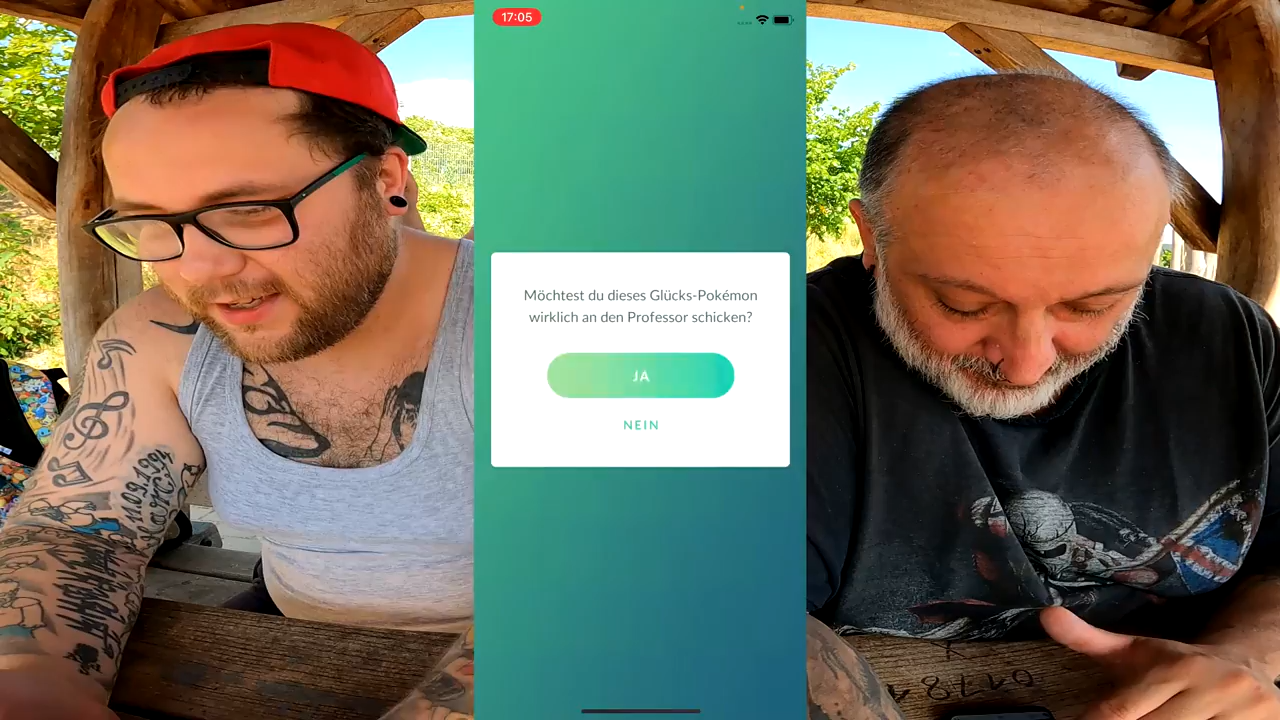 17:05
Möchtest du dieses Glücks-Pokémon
wirklich an den Professor schicken?
JA
NEIN